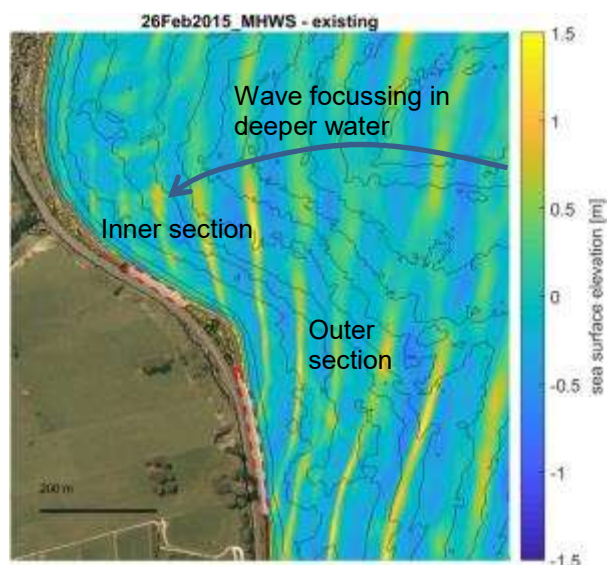 26Feb2015_MHWS - existing
Wave focussing in
deeper water
Inner section
Outer
section
200 m
1.5
1
0.5
0
-0.5
-1
-1.5
sea surface elevation [m]